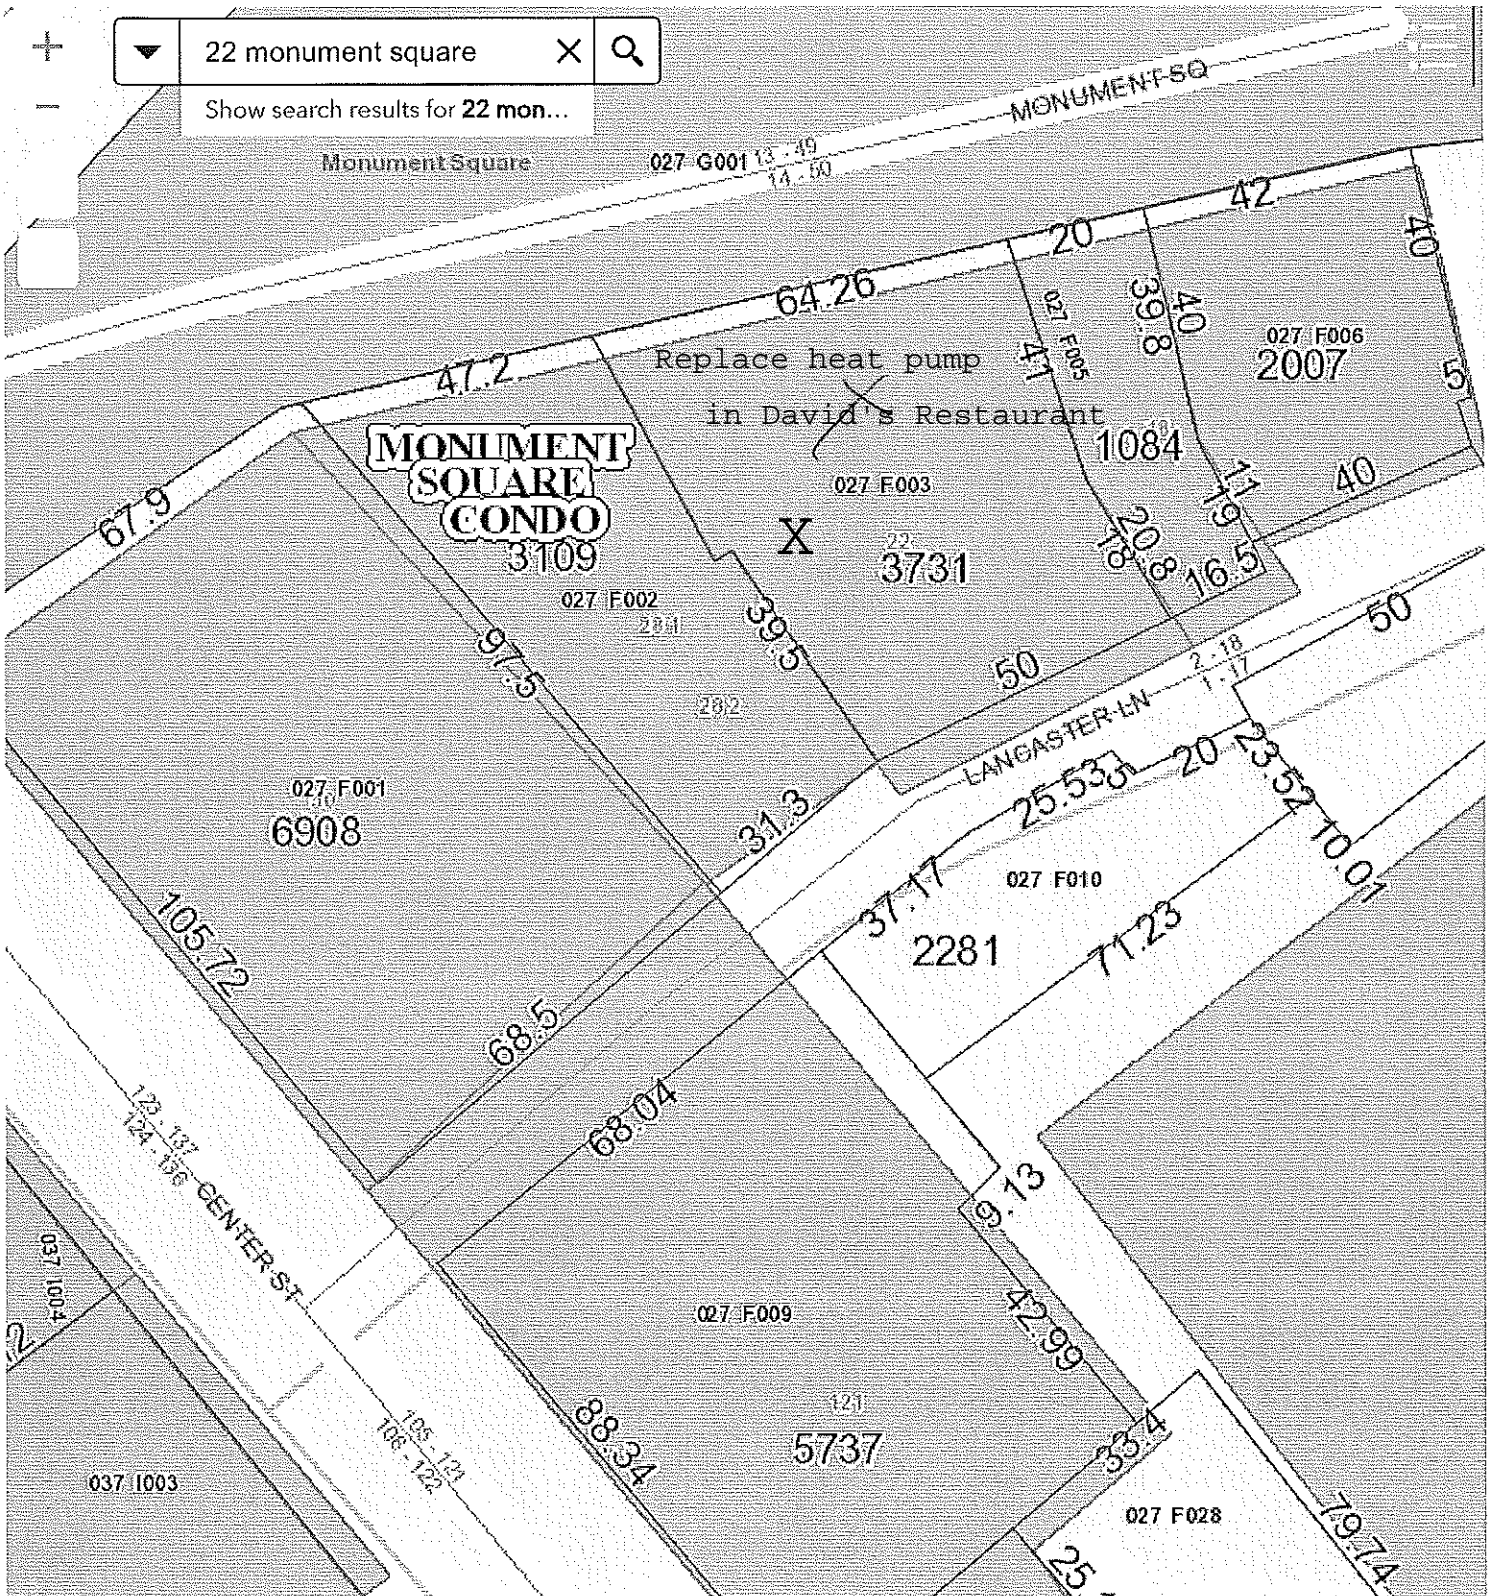 +
22 monument square
−
Show search results for 22 mon...
MONUMENT SQ
Monument Square
027 G001
13 - 49
14 - 50
42
20
40
64.26
39.8
40
027 F005
027 F006
2007
47.2
Replace heat pump
41
5
in David's Restaurant
MONUMENT
SQUARE
CONDO
1084
67.9
027 F003
40
11
19
X
22
3731
3109
20.8
18
16.5
027 F002
28 1
39.5
50
97.5
50
2 - 18
1 - 17
28 2
LANCASTER LN
20
23.52
5
25.53
027 F001
10
6908
31.3
10.01
027 F010
37.17
105.72
2281
71.23
68.5
68.04
123 - 137
124 - 136
9.13
CENTER ST
037 I004
027 F009
42.99
121
5737
88.34
105 - 121
106 - 122
33.4
037 I003
027 F028
79.74
25